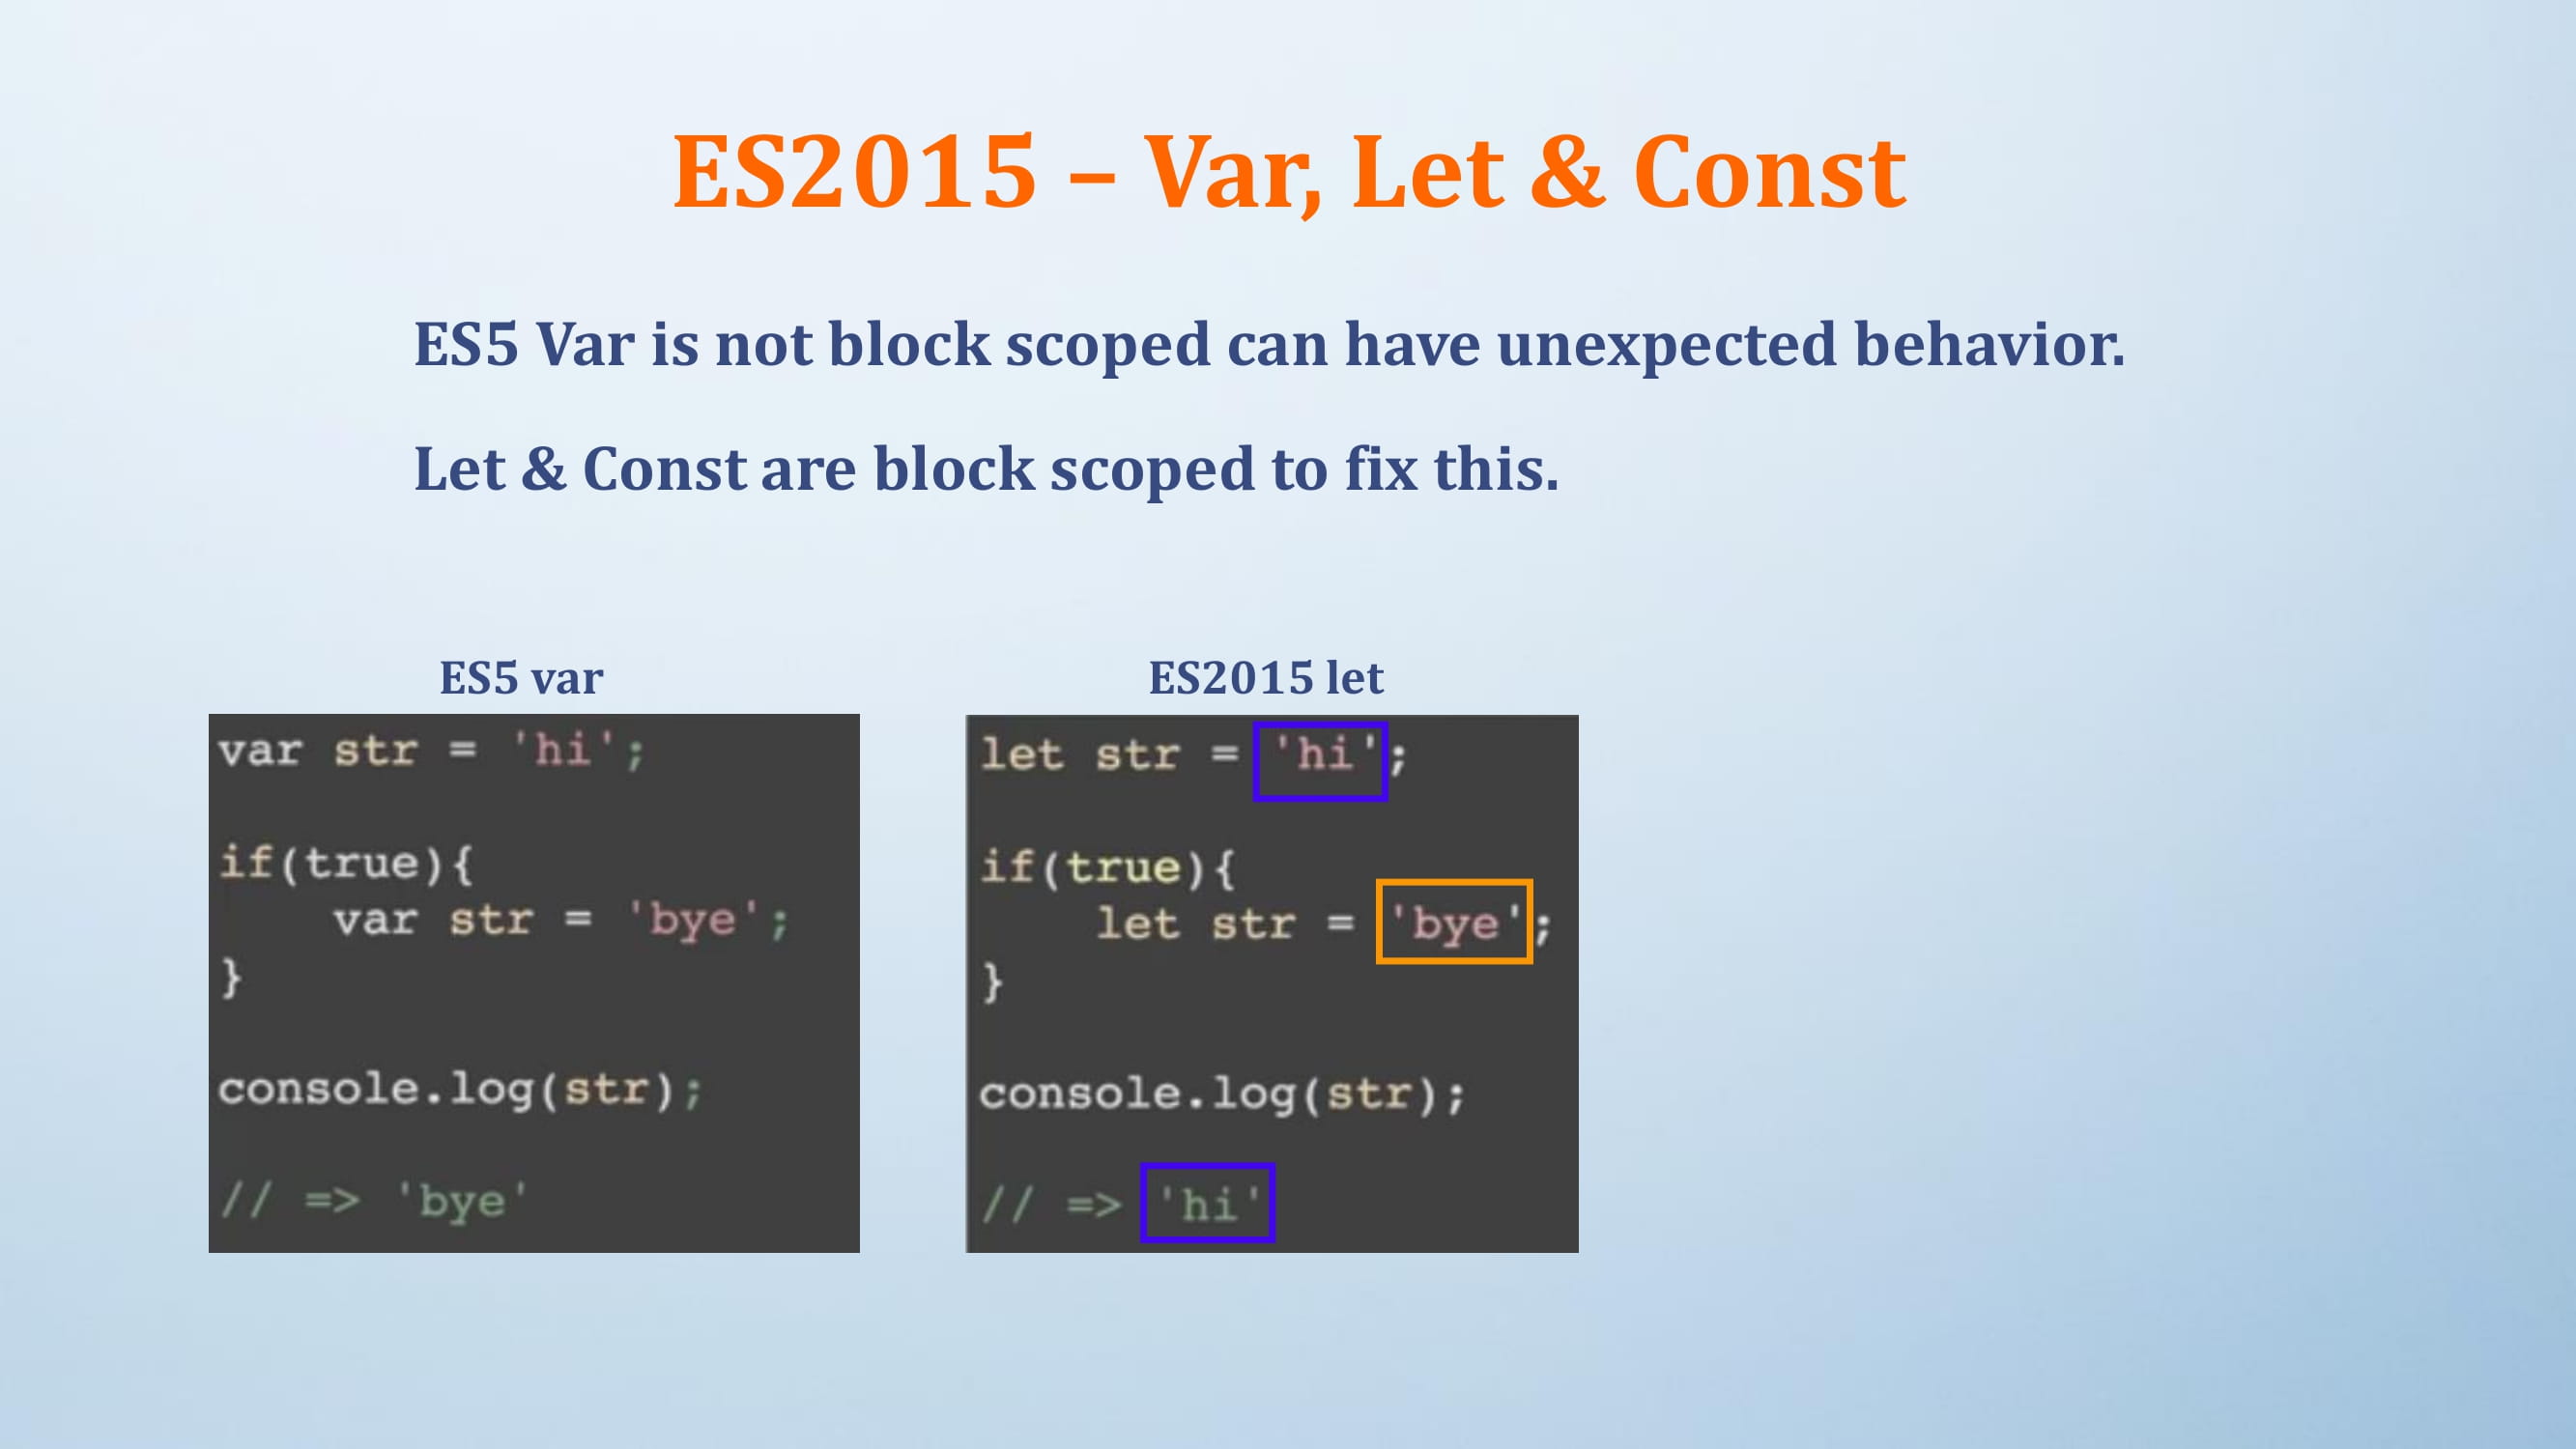 ES2015 – Var, Let & Const
ES5 Var is not block scoped can have unexpected behavior.
Let & Const are block scoped to fix this.
ES5 var
var str = 'hi';
if(true){
    var str = 'bye';
}
console.log(str);
// => 'bye'
ES2015 let
let str = 'hi';
if(true){
    let str = 'bye';
}
console.log(str);
// => 'hi'